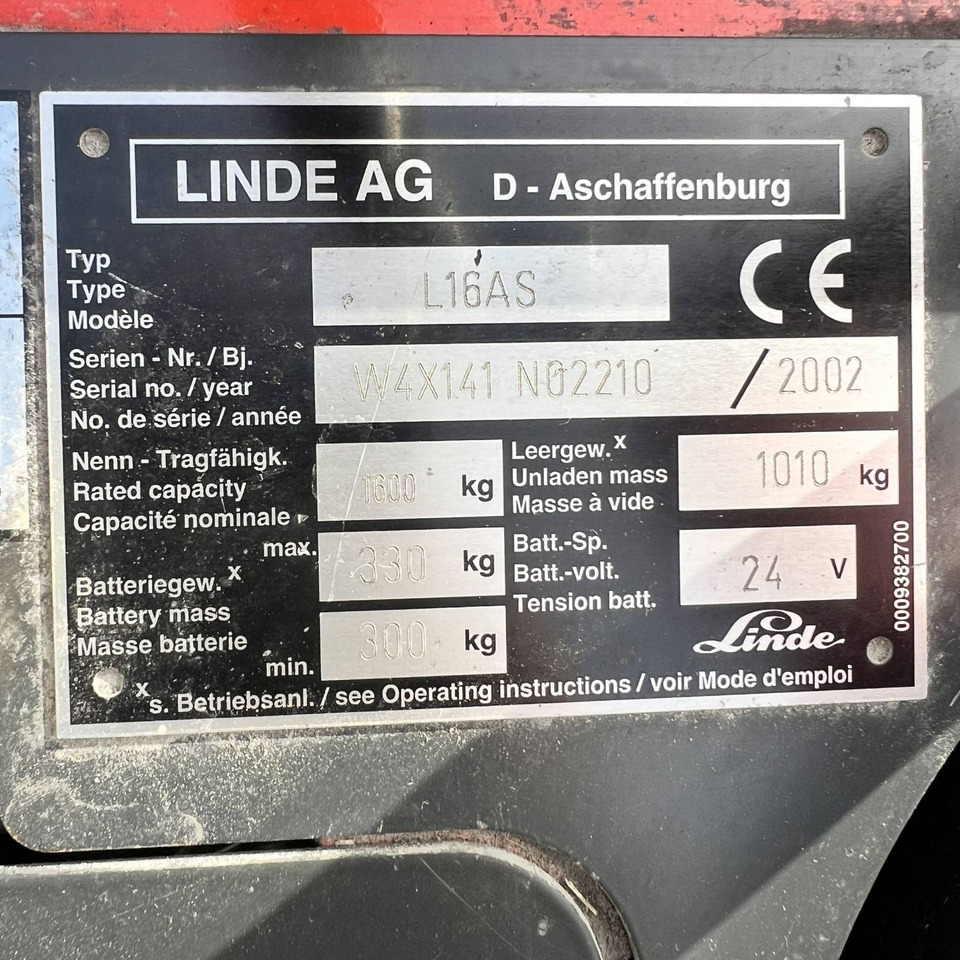 LINDE AG D - Aschaffenburg
Typ
Type
Modèle
L16AS
CE
Serien - Nr. / Bj.
Serial no. / year
No. de série / année
W4X141 N02210 / 2002
Nenn - Tragfähigk.
Rated capacity
Capacité nominale
1600 kg
Leergew. x
Unladen mass
Masse à vide
1010 kg
Batteriegew. x
Battery mass
Masse batterie
max. 330 kg
min. 300 kg
Batt.-Sp.
Batt.-volt.
Tension batt.
24 V
Linde
0009382700
x s. Betriebsanl. / see Operating instructions / voir Mode d'emploi